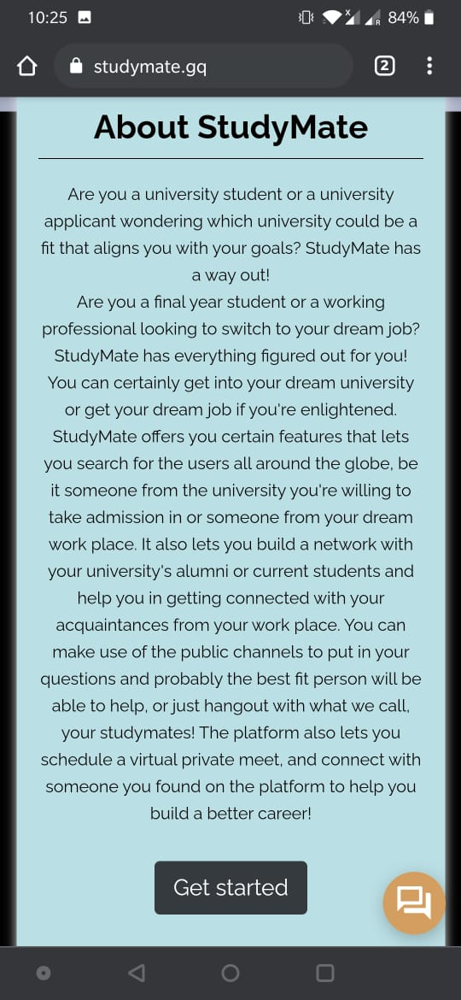 10:25
84%
studymate.gq
2
About StudyMate
Are you a university student or a university
applicant wondering which university could be a
fit that aligns you with your goals? StudyMate has
a way out!
Are you a final year student or a working
professional looking to switch to your dream job?
StudyMate has everything figured out for you!
You can certainly get into your dream university
or get your dream job if you're enlightened.
StudyMate offers you certain features that lets
you search for the users all around the globe, be
it someone from the university you're willing to
take admission in or someone from your dream
work place. It also lets you build a network with
your university's alumni or current students and
help you in getting connected with your
acquaintances from your work place. You can
make use of the public channels to put in your
questions and probably the best fit person will be
able to help, or just hangout with what we call,
your studymates! The platform also lets you
schedule a virtual private meet, and connect with
someone you found on the platform to help you
build a better career!
Get started